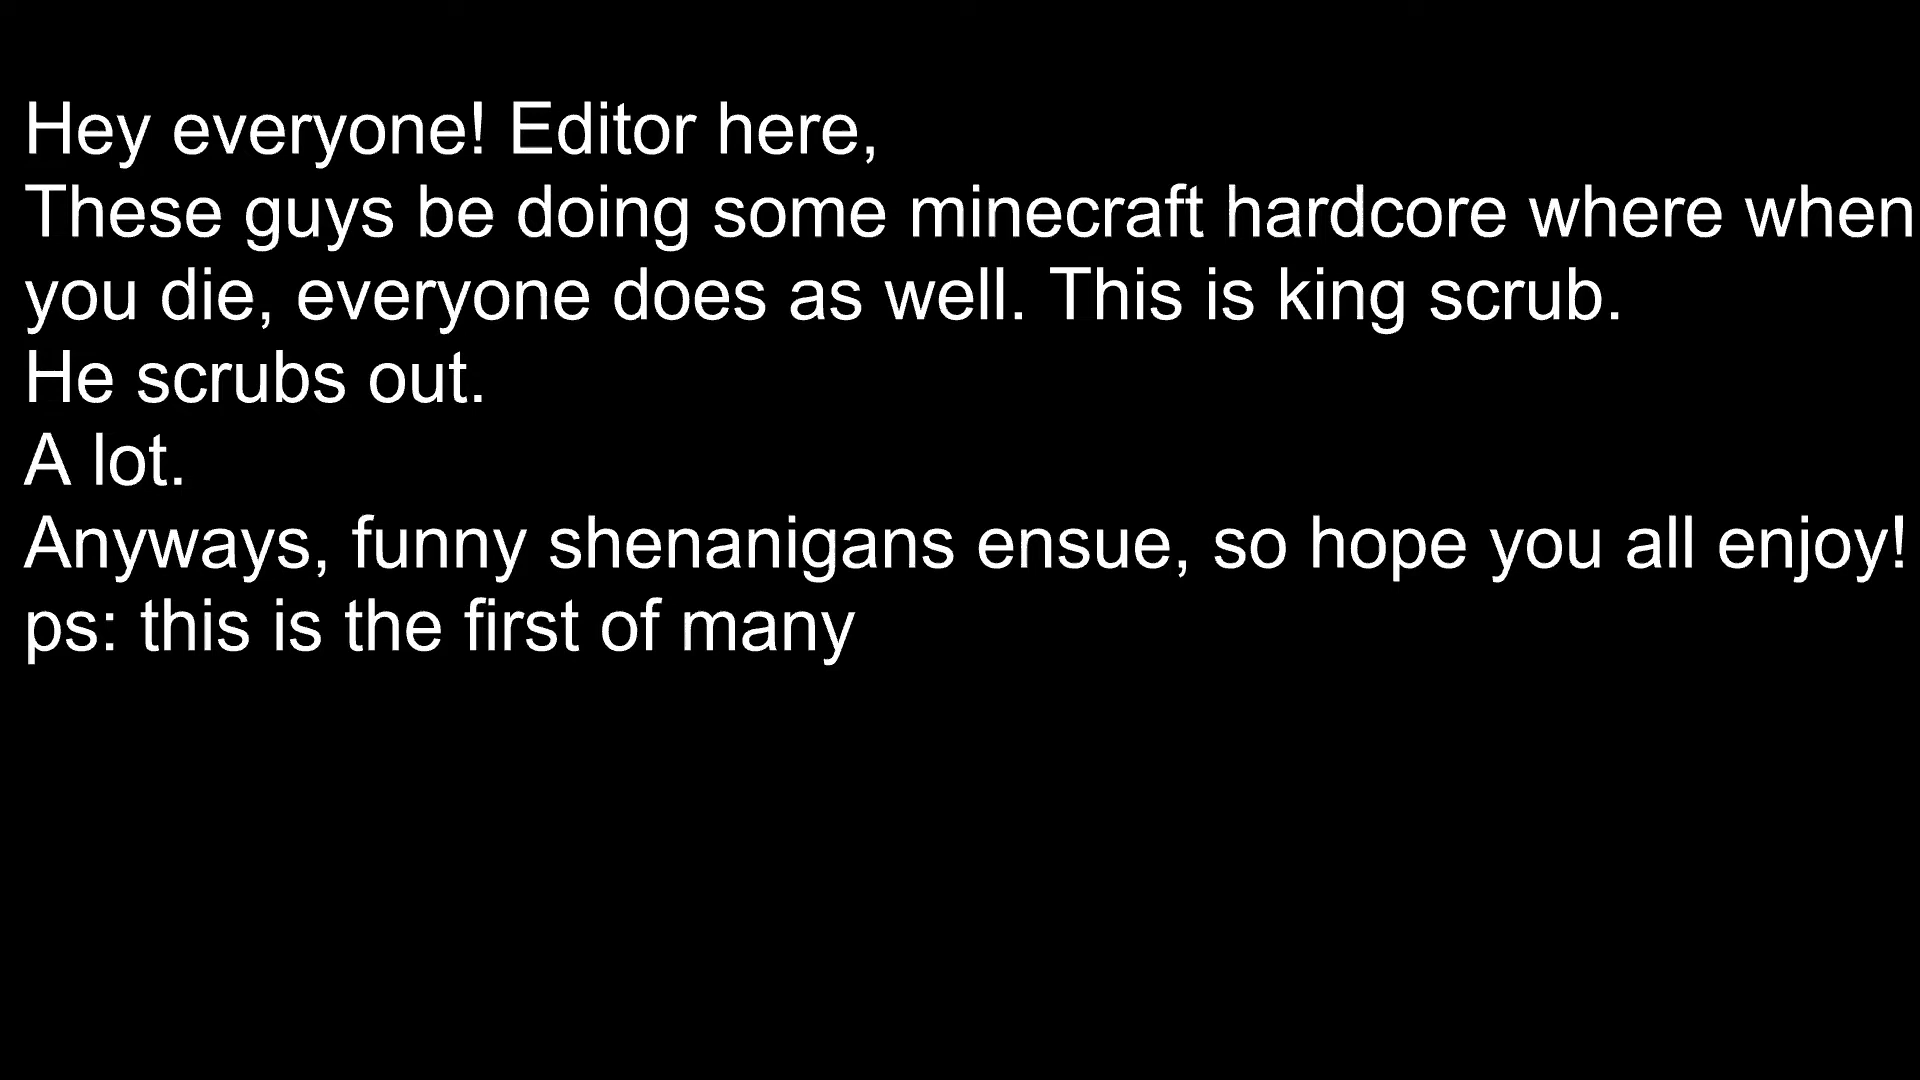 Hey everyone! Editor here,
These guys be doing some minecraft hardcore where when
you die, everyone does as well. This is king scrub.
He scrubs out.
A lot.
Anyways, funny shenanigans ensue, so hope you all enjoy!
ps: this is the first of many